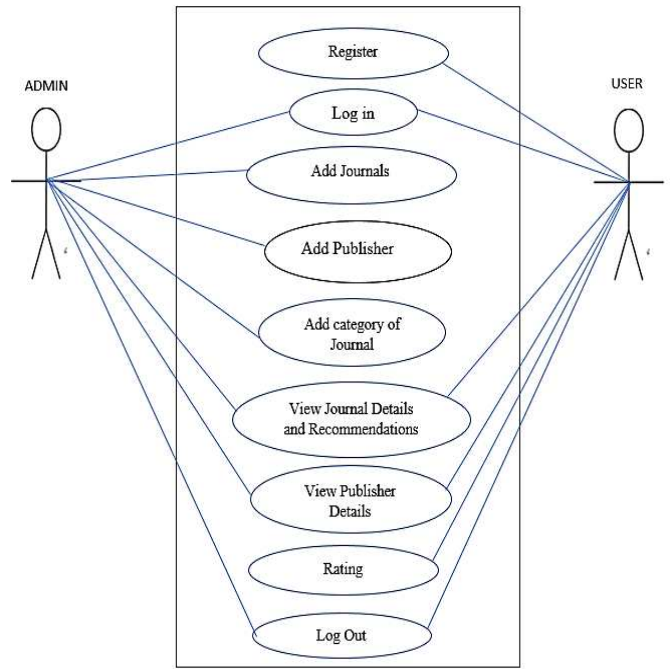 ADMIN
USER
Register
Log in
Add Journals
Add Publisher
Add category of
Journal
View Journal Details
and Recommendations
View Publisher
Details
Rating
Log Out